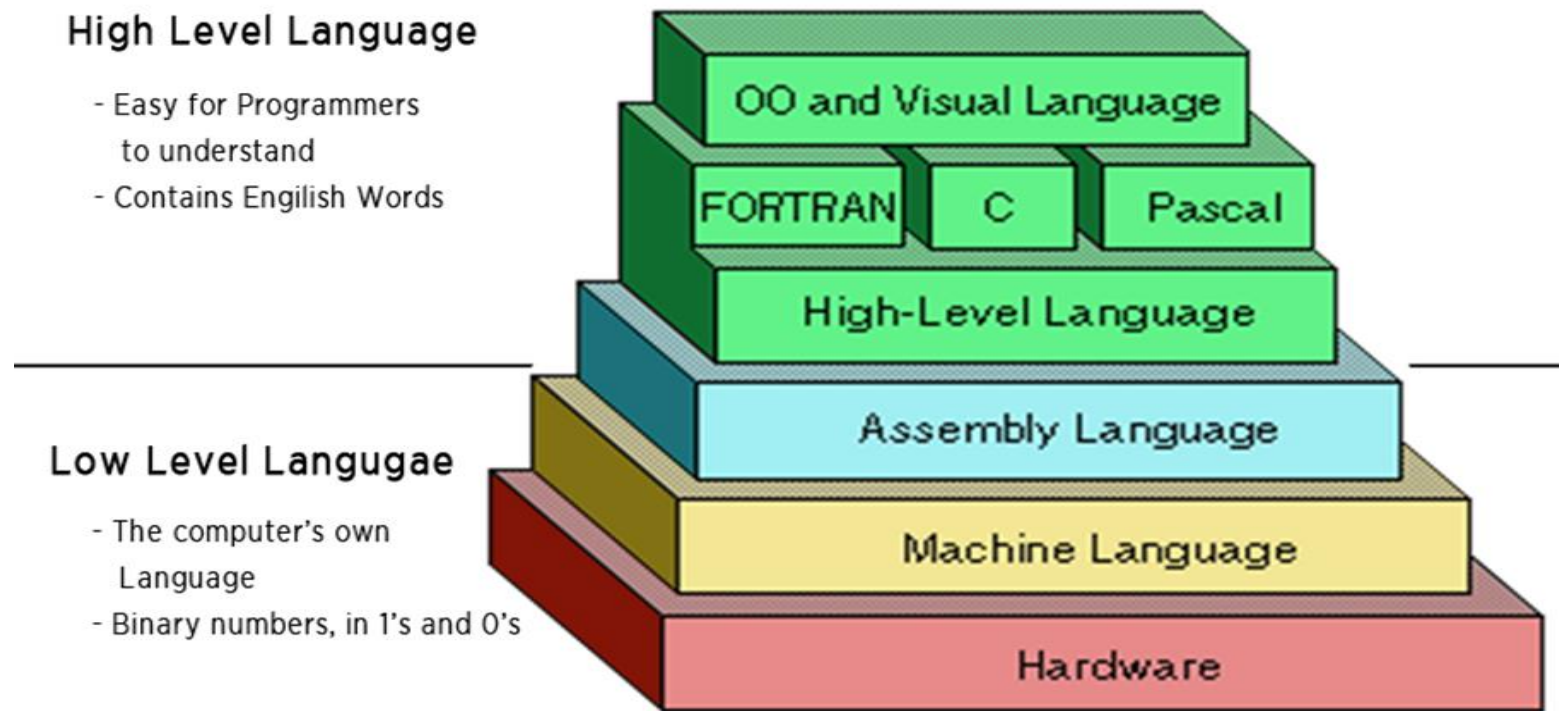 High Level Language
- Easy for Programmers
to understand
- Contains Engilish Words
OO and Visual Language
FORTRAN
C
Pascal
High-Level Language
Assembly Language
Low Level Langugae
- The computer's own
Language
- Binary numbers, in 1's and 0's
Machine Language
Hardware